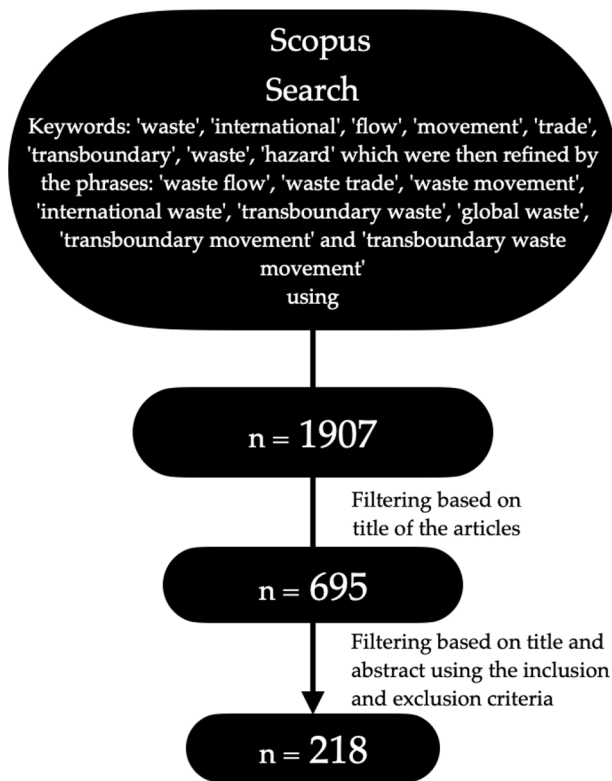 Scopus
Search
Keywords: 'waste', 'international', 'flow', 'movement', 'trade',
'transboundary', 'waste', 'hazard' which were then refined by
the phrases: 'waste flow', 'waste trade', 'waste movement',
'international waste', 'transboundary waste', 'global waste',
'transboundary movement' and 'transboundary waste
movement'
using
n = 1907
Filtering based on
title of the articles
n = 695
Filtering based on title and
abstract using the inclusion
and exclusion criteria
n = 218